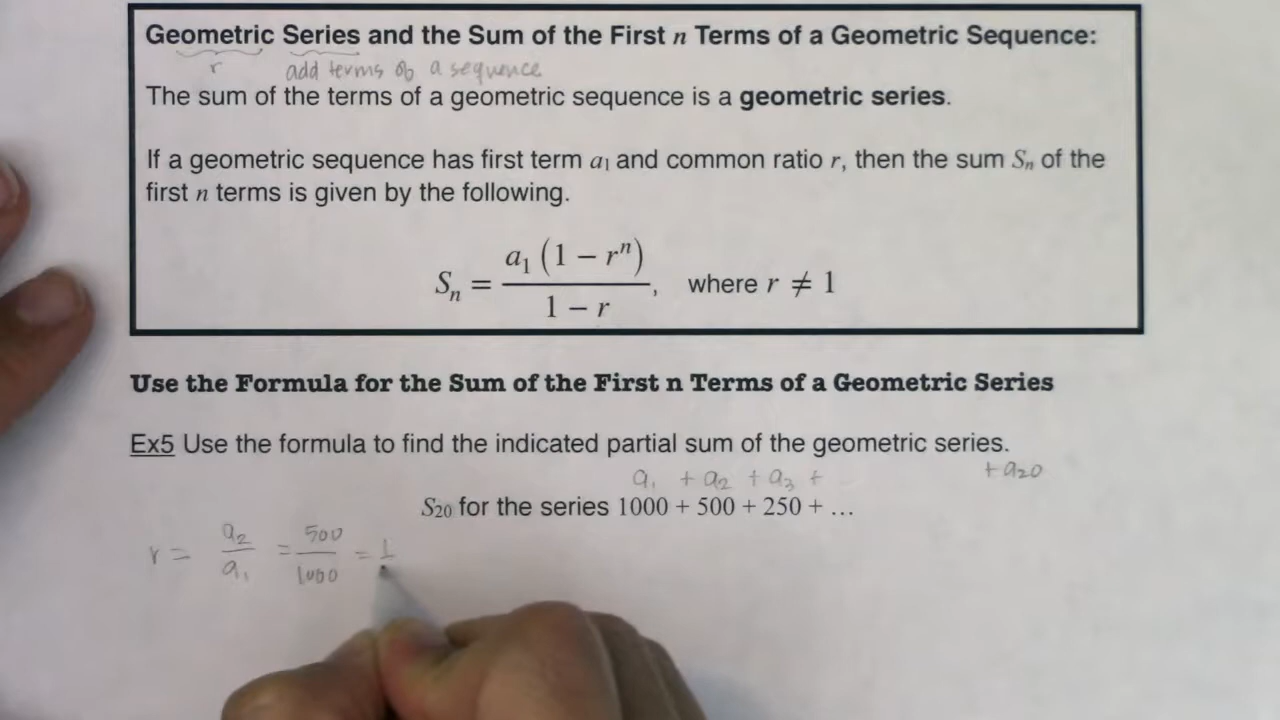 Geometric Series and the Sum of the First n Terms of a Geometric Sequence:
r add terms of a sequence
The sum of the terms of a geometric sequence is a geometric series.
If a geometric sequence has first term a₁ and common ratio r, then the sum Sₙ of the
first n terms is given by the following.
Sₙ = a₁ (1 − rⁿ) / (1 − r), where r ≠ 1
Use the Formula for the Sum of the First n Terms of a Geometric Series
Ex5 Use the formula to find the indicated partial sum of the geometric series.
a₁ + a₂ + a₃ + + a₂₀
S₂₀ for the series 1000 + 500 + 250 + …
r = a₂/a₁ = 500/1000 = 1